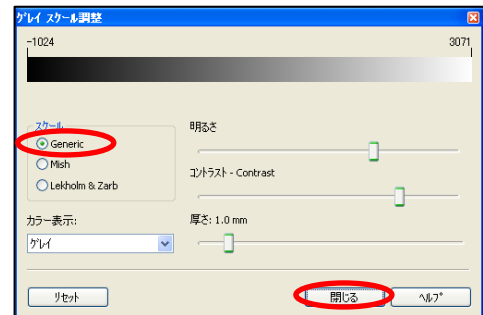 グレイ スケール調整
-1024 3071
スケール
Generic
Mish
Lekholm & Zarb
明るさ
コントラスト - Contrast
カラー表示:
グレイ
厚さ: 1.0 mm
リセット
閉じる
ヘルプ